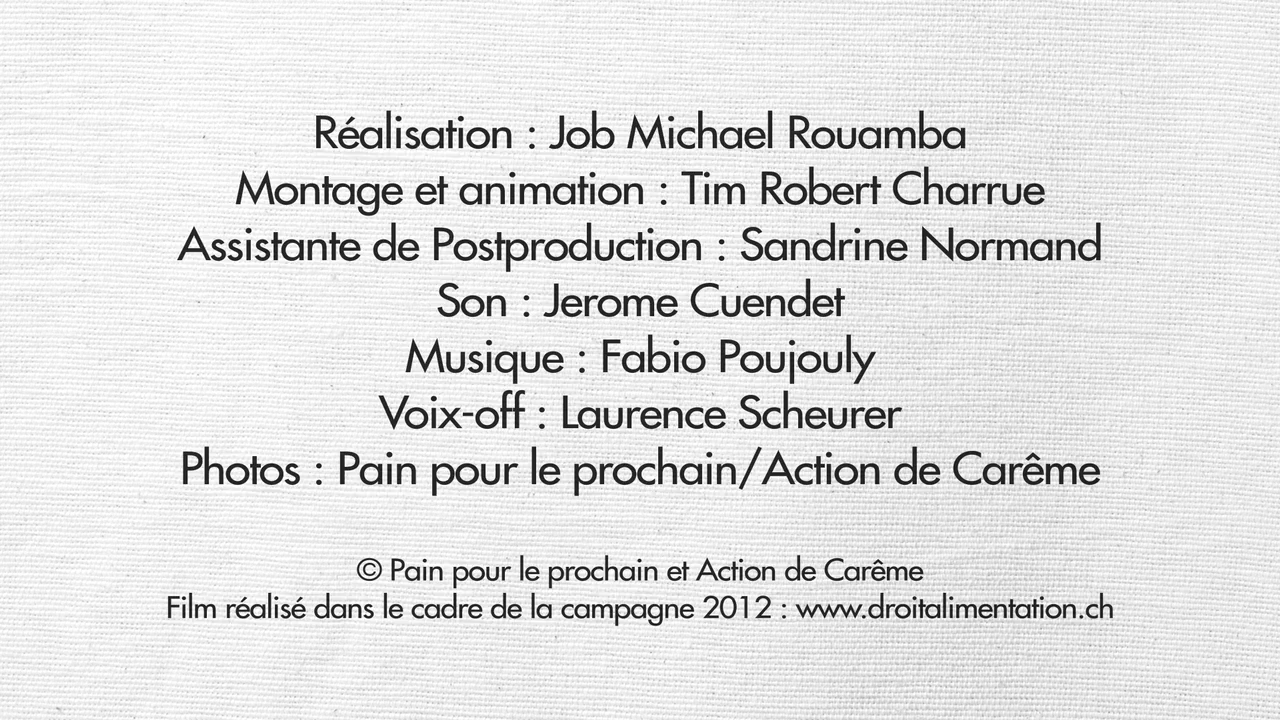 Réalisation : Job Michael Rouamba
Montage et animation : Tim Robert Charrue
Assistante de Postproduction : Sandrine Normand
Son : Jerome Cuendet
Musique : Fabio Poujouly
Voix-off : Laurence Scheurer
Photos : Pain pour le prochain/Action de Carême
© Pain pour le prochain et Action de Carême
Film réalisé dans le cadre de la campagne 2012 : www.droitalimentation.ch